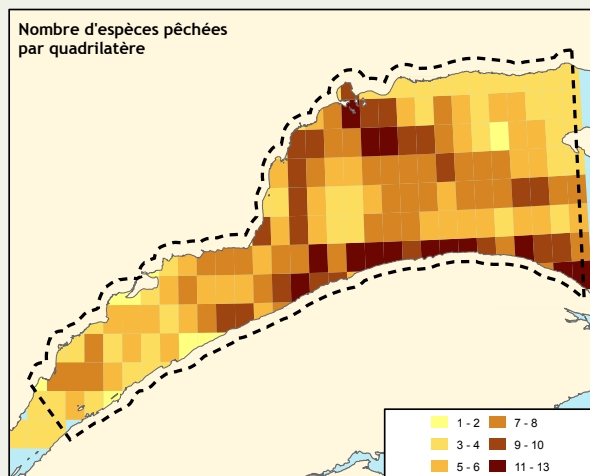 Nombre d'espèces pêchées
par quadrilatère
1 - 2
7 - 8
3 - 4
9 - 10
5 - 6
11 - 13